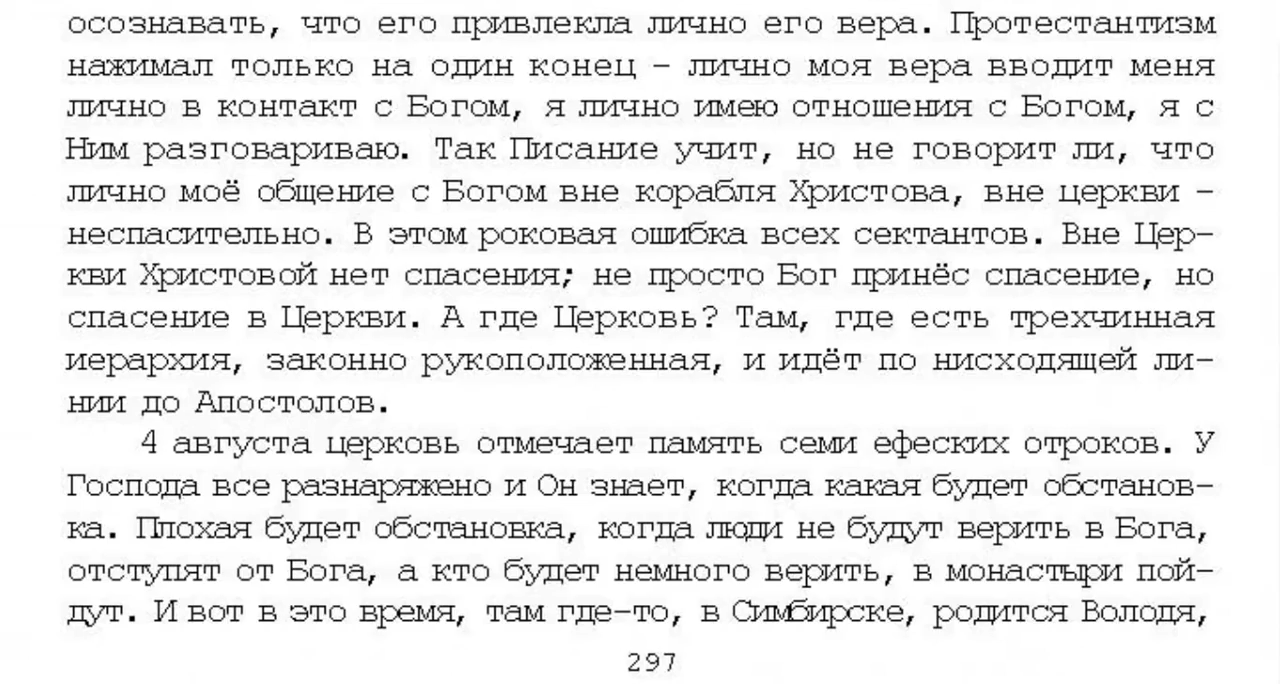 осознавать, что его привлекла лично его вера. Протестантизм
нажимал только на один конец – лично моя вера вводит меня
лично в контакт с Богом, я лично имею отношения с Богом, я с
Ним разговариваю. Так Писание учит, но не говорит ли, что
лично моё общение с Богом вне корабля Христова, вне церкви –
неспасительно. В этом роковая ошибка всех сектантов. Вне Цер-
кви Христовой нет спасения; не просто Бог принёс спасение, но
спасение в Церкви. А где Церковь? Там, где есть трехчинная
иерархия, законно рукоположенная, и идёт по нисходящей ли-
нии до Апостолов.
4 августа церковь отмечает память семи ефеских отроков. У
Господа все разнаряжено и Он знает, когда какая будет обстанов-
ка. Плохая будет обстановка, когда люди не будут верить в Бога,
отступят от Бога, а кто будет немного верить, в монастыри пой-
дут. И вот в это время, там где-то, в Симбирске, родится Володя,
297